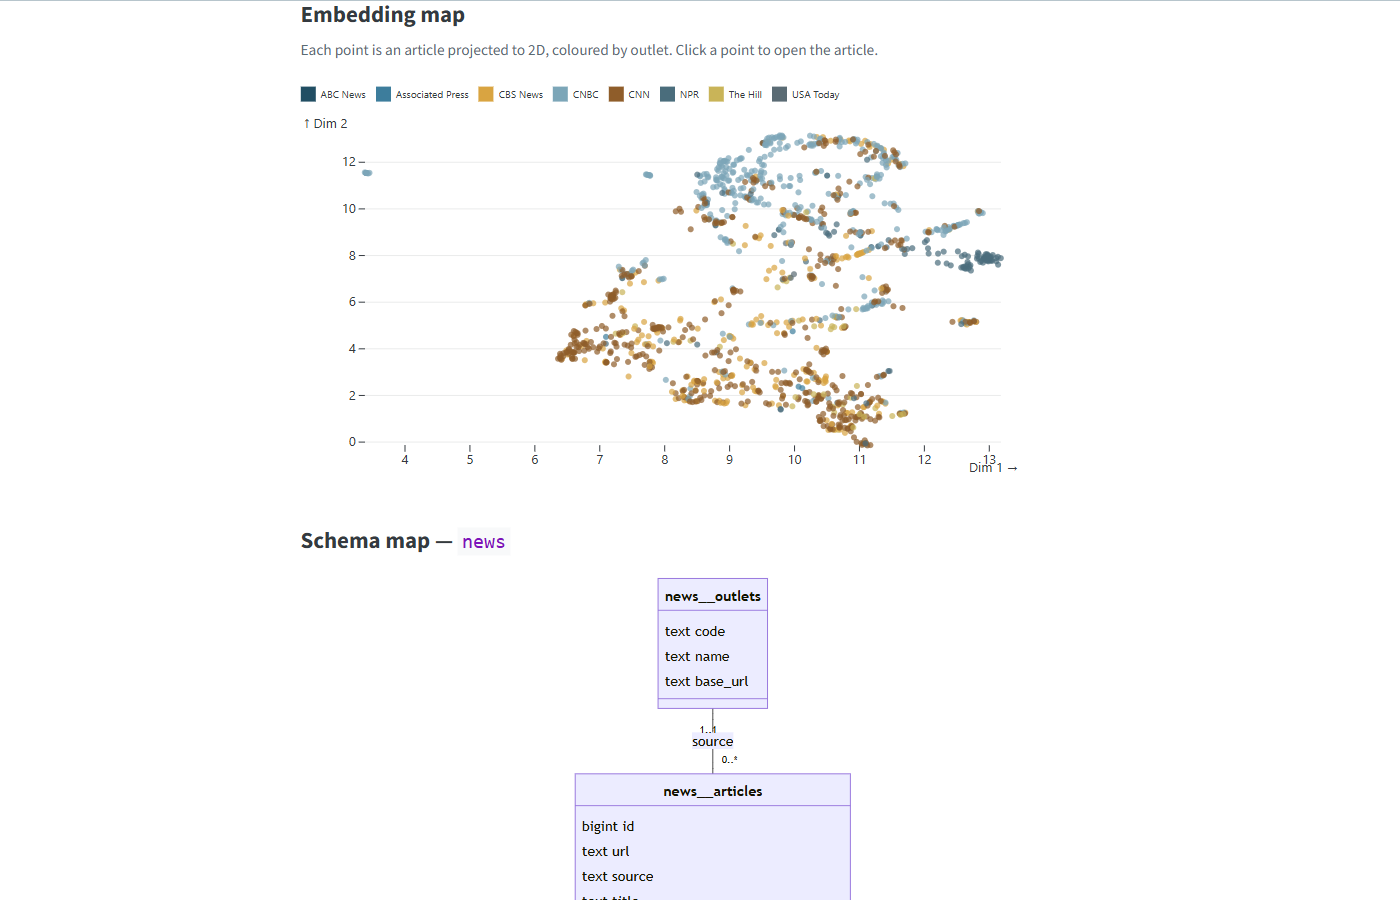 Embedding map
Each point is an article projected to 2D, coloured by outlet. Click a point to open the article.
ABC News Associated Press CBS News CNBC CNN NPR The Hill USA Today
↑ Dim 2
12
10
8
6
4
2
0
4 5 6 7 8 9 10 11 12 13
Dim 1 →
Schema map — news
news__outlets
text code
text name
text base_url
1..1
source
0..*
news__articles
bigint id
text url
text source
text title